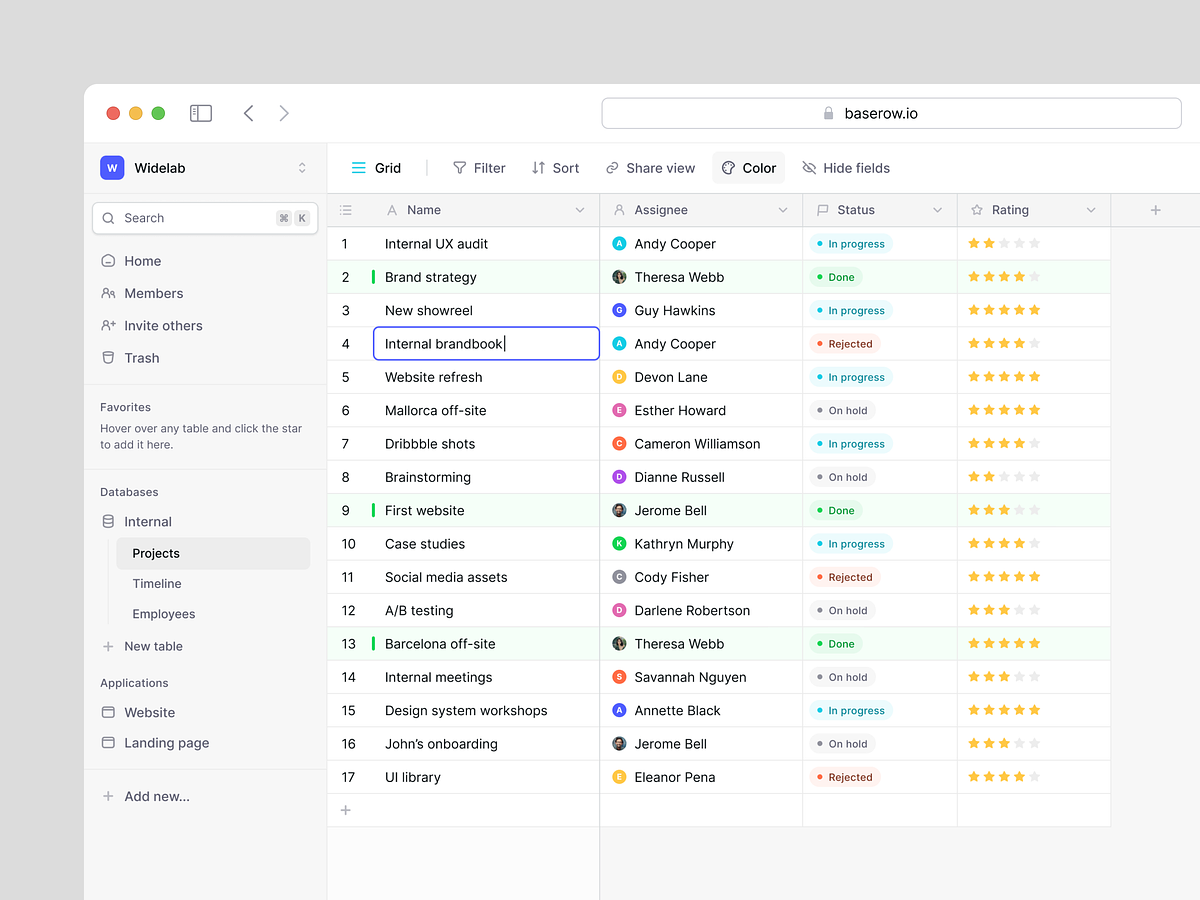 baserow.io
W Widelab
Grid Filter Sort Share view Color Hide fields
Search ⌘ K
Home
Members
Invite others
Trash
Favorites
Hover over any table and click the star
to add it here.
Databases
Internal
Projects
Timeline
Employees
New table
Applications
Website
Landing page
Add new...
Name Assignee Status Rating
1 Internal UX audit A Andy Cooper In progress
2 Brand strategy Theresa Webb Done
3 New showreel G Guy Hawkins In progress
4 Internal brandbook A Andy Cooper Rejected
5 Website refresh D Devon Lane In progress
6 Mallorca off-site E Esther Howard On hold
7 Dribbble shots C Cameron Williamson In progress
8 Brainstorming D Dianne Russell On hold
9 First website Jerome Bell Done
10 Case studies K Kathryn Murphy In progress
11 Social media assets C Cody Fisher Rejected
12 A/B testing D Darlene Robertson On hold
13 Barcelona off-site Theresa Webb Done
14 Internal meetings S Savannah Nguyen On hold
15 Design system workshops A Annette Black In progress
16 John’s onboarding Jerome Bell On hold
17 UI library E Eleanor Pena Rejected